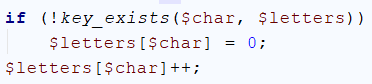 if (!key_exists($char, $letters))
    $letters[$char] = 0;
$letters[$char]++;